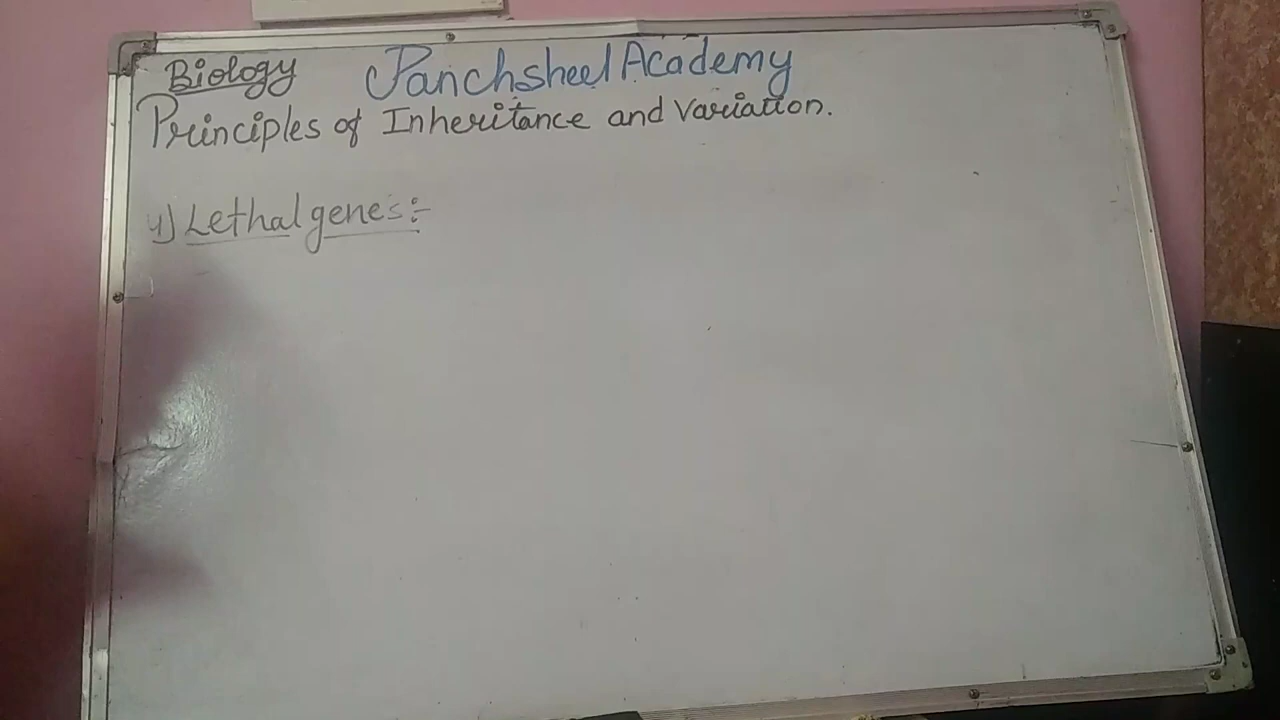 Biology Panchsheel Academy
Principles of Inheritance and Variation.
4) Lethal genes:-